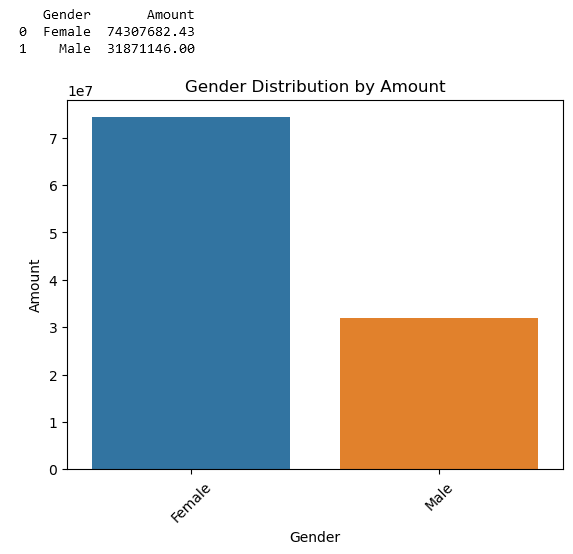 Gender Amount
0 Female 74307682.43
1 Male 31871146.00
Gender Distribution by Amount
1e7
7
6
5
4
3
2
1
0
Amount
Female Male
Gender